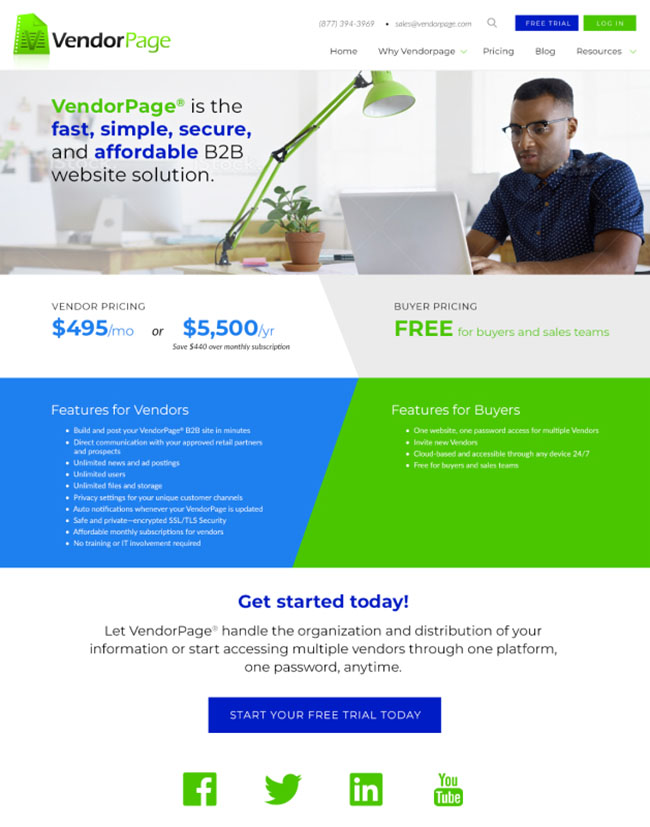 VendorPage
(877) 394-3969 • sales@vendorpage.com
FREE TRIAL
LOG IN
Home Why Vendorpage Pricing Blog Resources
VendorPage® is the
fast, simple, secure,
and affordable B2B
website solution.
VENDOR PRICING
$495/mo or $5,500/yr
Save $440 over monthly subscription
BUYER PRICING
FREE for buyers and sales teams
Features for Vendors
• Build and post your VendorPage® B2B site in minutes
• Direct communication with your approved retail partners
and prospects
• Unlimited news and ad postings
• Unlimited users
• Unlimited files and storage
• Privacy settings for your unique customer channels
• Auto notifications whenever your VendorPage is updated
• Safe and private—encrypted SSL/TLS Security
• Affordable monthly subscriptions for vendors
• No training or IT involvement required
Features for Buyers
• One website, one password access for multiple Vendors
• Invite new Vendors
• Cloud-based and accessible through any device 24/7
• Free for buyers and sales teams
Get started today!
Let VendorPage® handle the organization and distribution of your
information or start accessing multiple vendors through one platform,
one password, anytime.
START YOUR FREE TRIAL TODAY
You
Tube